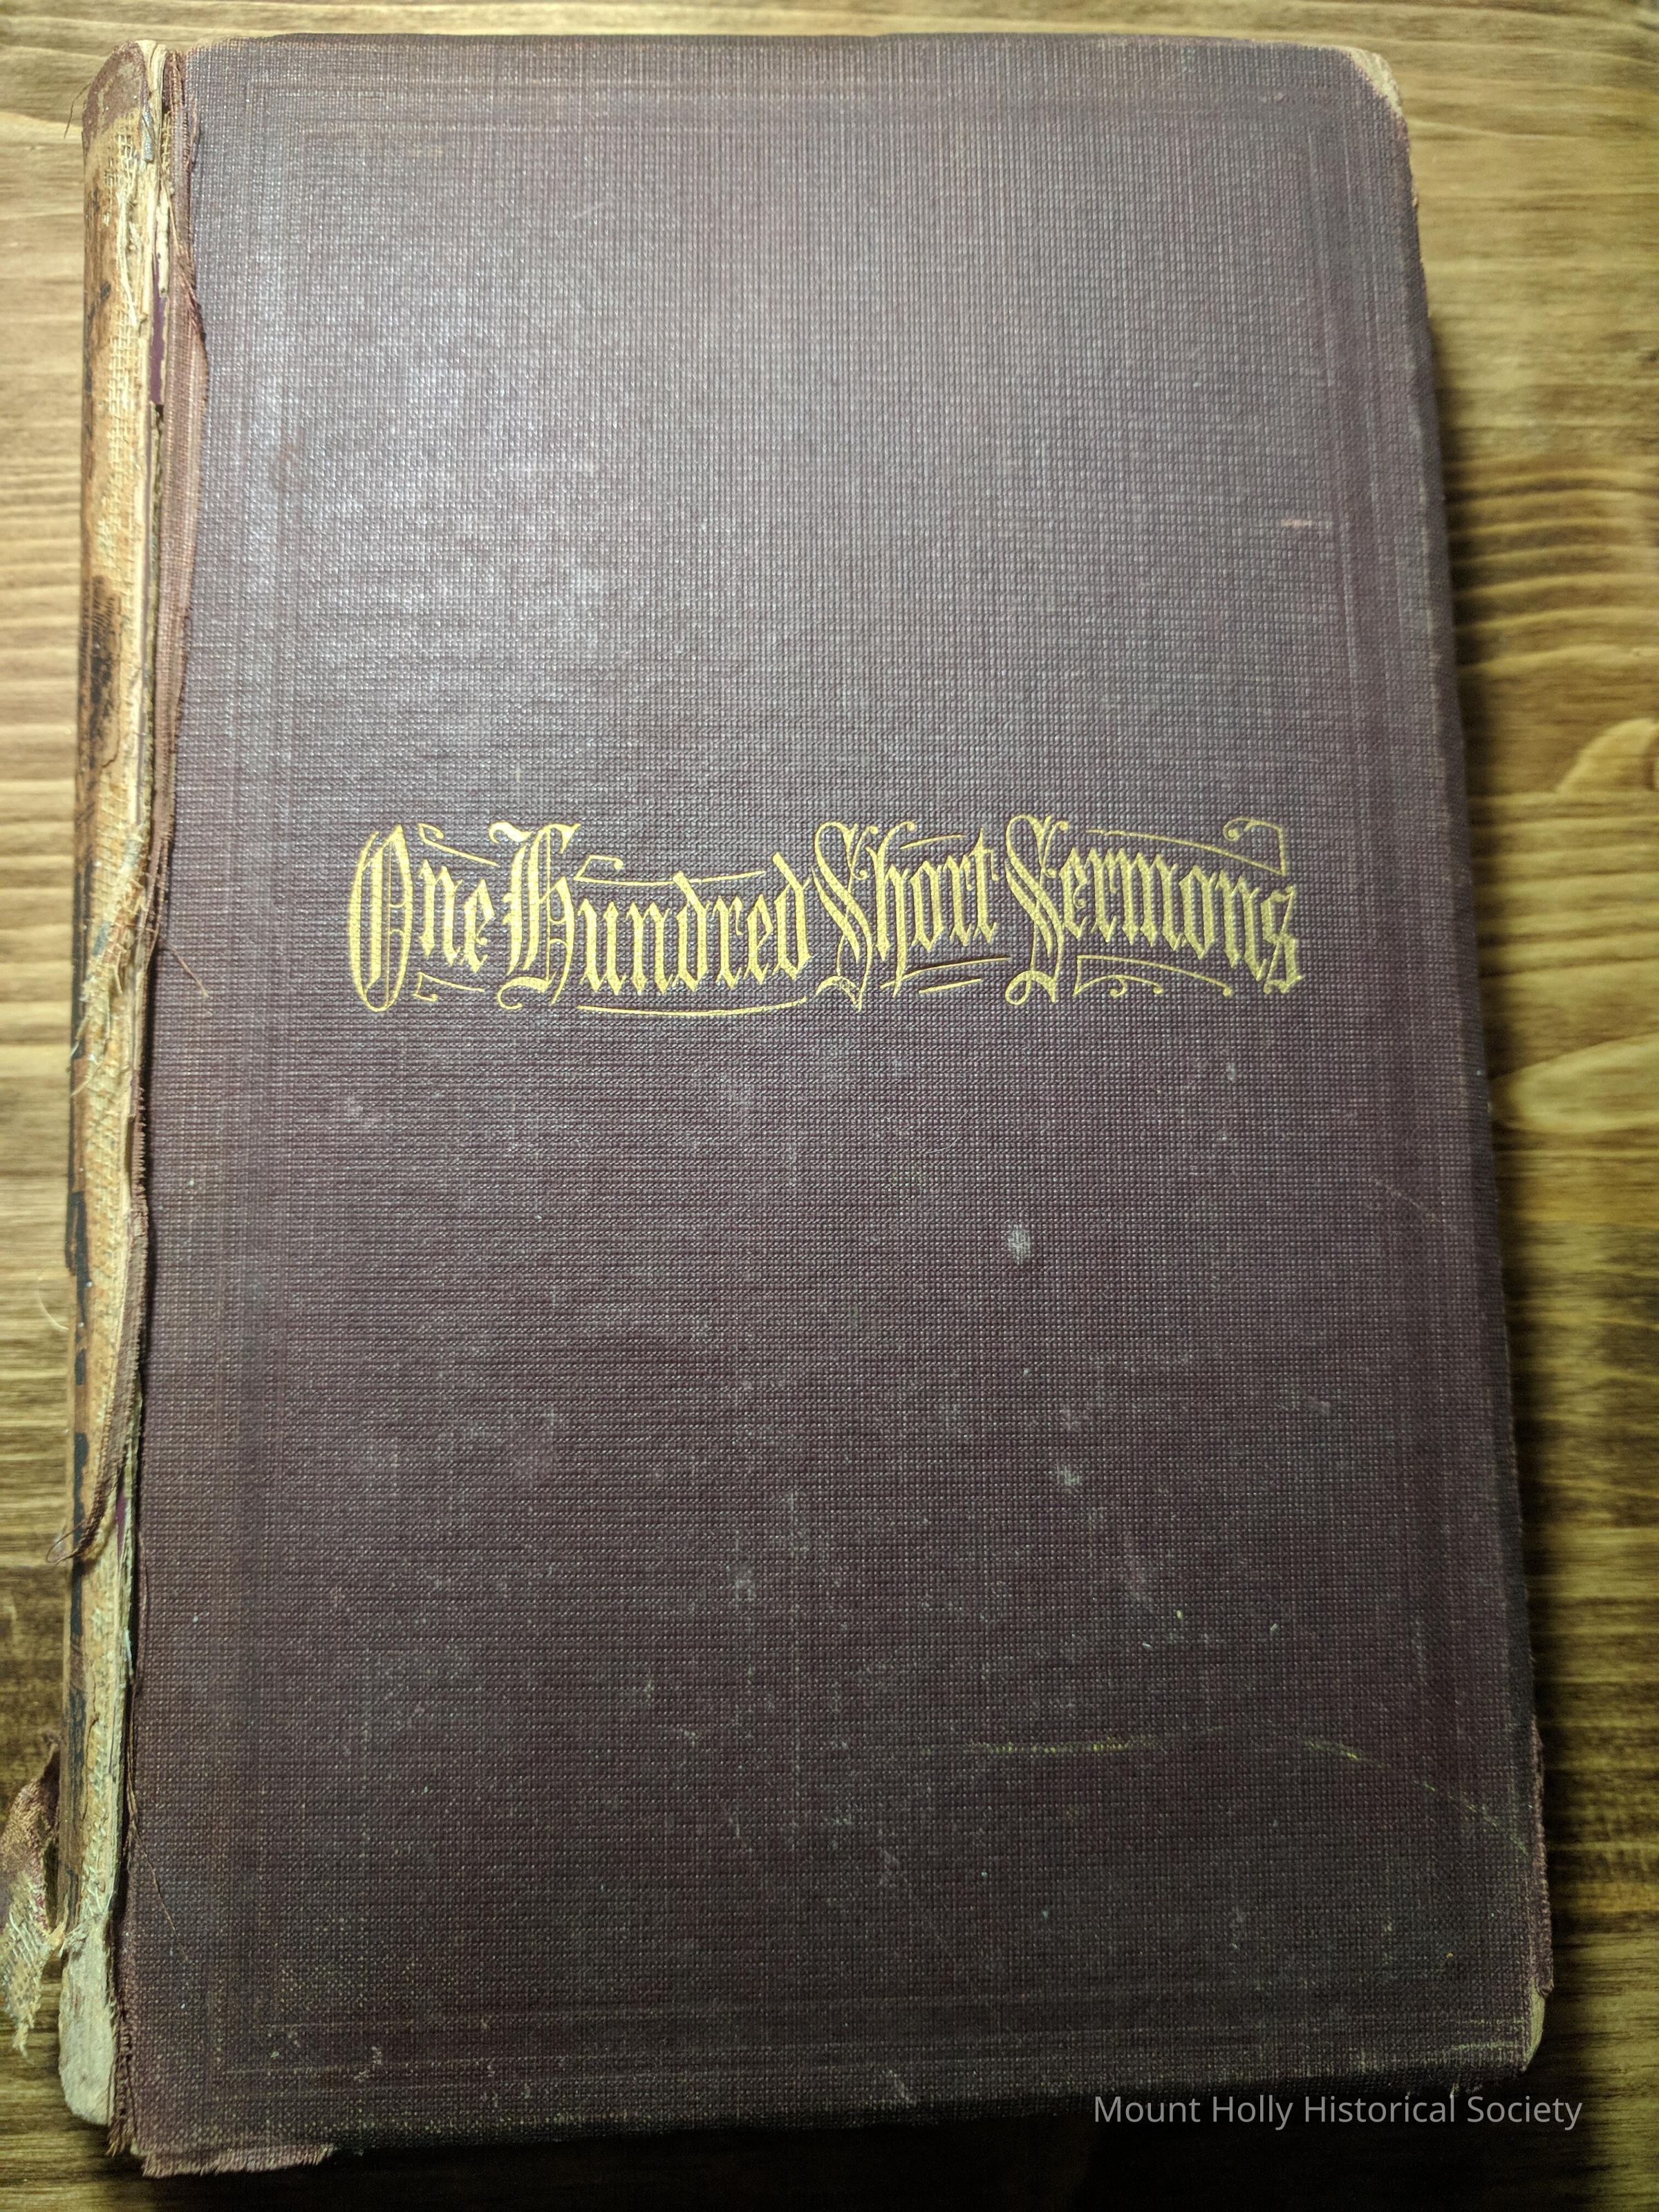 One Hundred Short Sermons
Mount Holly Historical Society